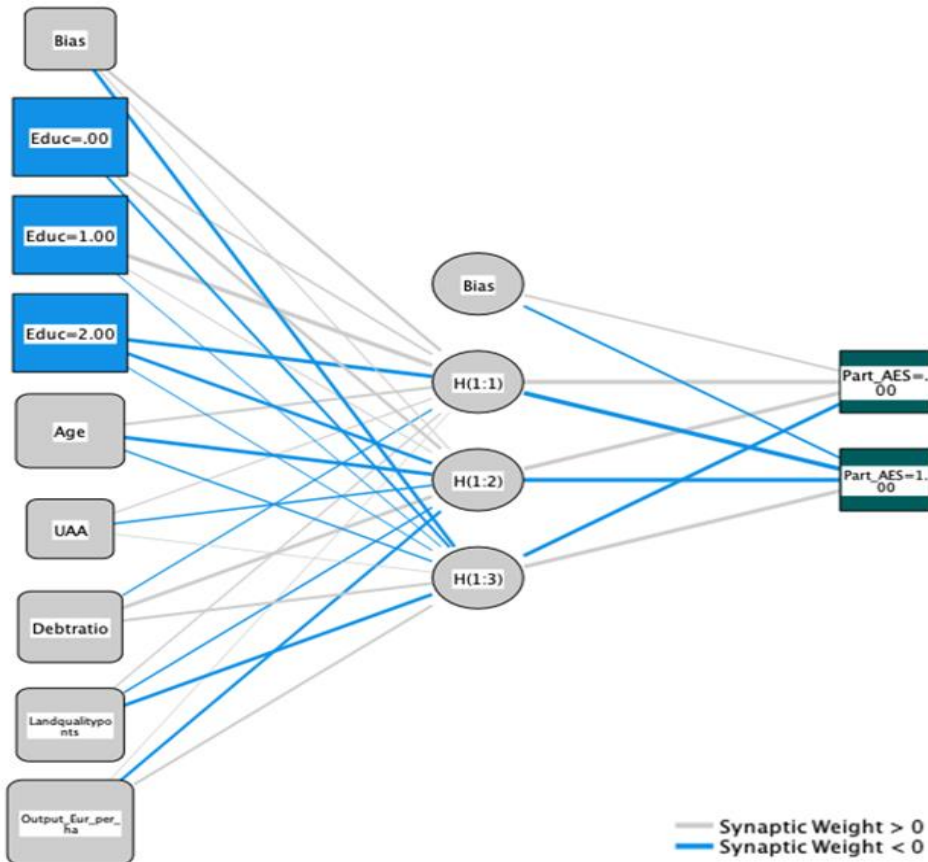 Bias
Educ=.00
Educ=1.00
Educ=2.00
Age
UAA
Debtratio
Landqualitypo
nts
Output_Eur_per_
ha
Bias
H(1:1)
H(1:2)
H(1:3)
Part_AES=.
00
Part_AES=1.
00
Synaptic Weight > 0
Synaptic Weight < 0